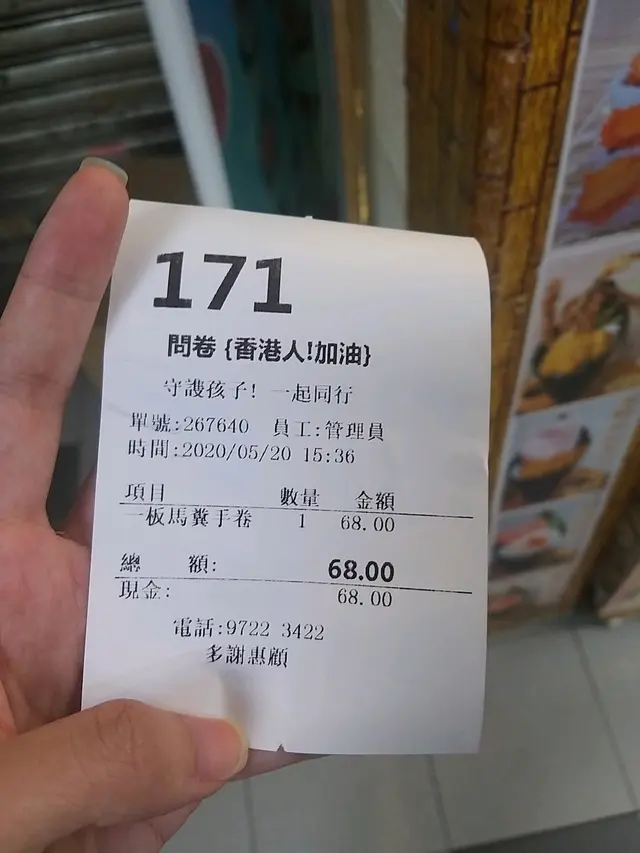 171
問卷 {香港人!加油}
守護孩子! 一起同行
單號:267640 員工:管理員
時間:2020/05/20 15:36
項目 數量 金額
一板馬糞手卷 1 68.00
總 額: 68.00
現金: 68.00
電話:9722 3422
多謝惠顧